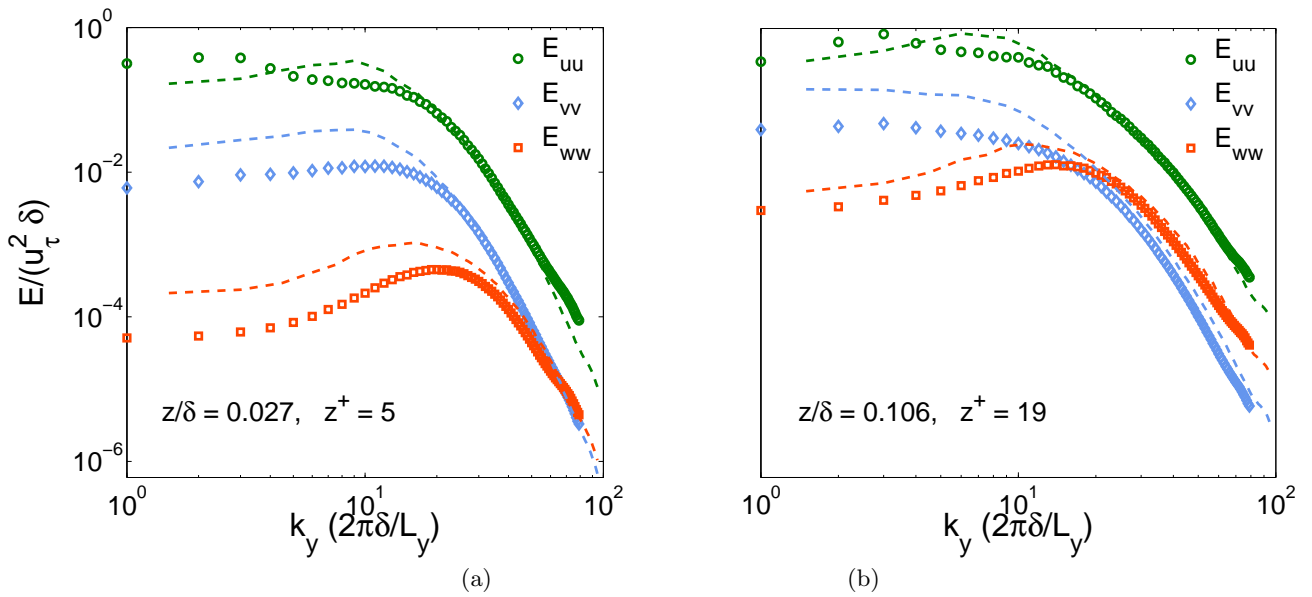 10^0
10^−2
10^−4
10^−6
E/(u_τ^2 δ)
E_uu
E_vv
E_ww
z/δ = 0.027, z^+ = 5
10^0
10^1
10^2
k_y (2πδ/L_y)
(a)
E_uu
E_vv
E_ww
z/δ = 0.106, z^+ = 19
10^0
10^1
10^2
k_y (2πδ/L_y)
(b)